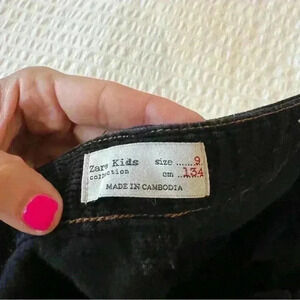 Zara Kids size ......9
collection cm ....134
MADE IN CAMBODIA